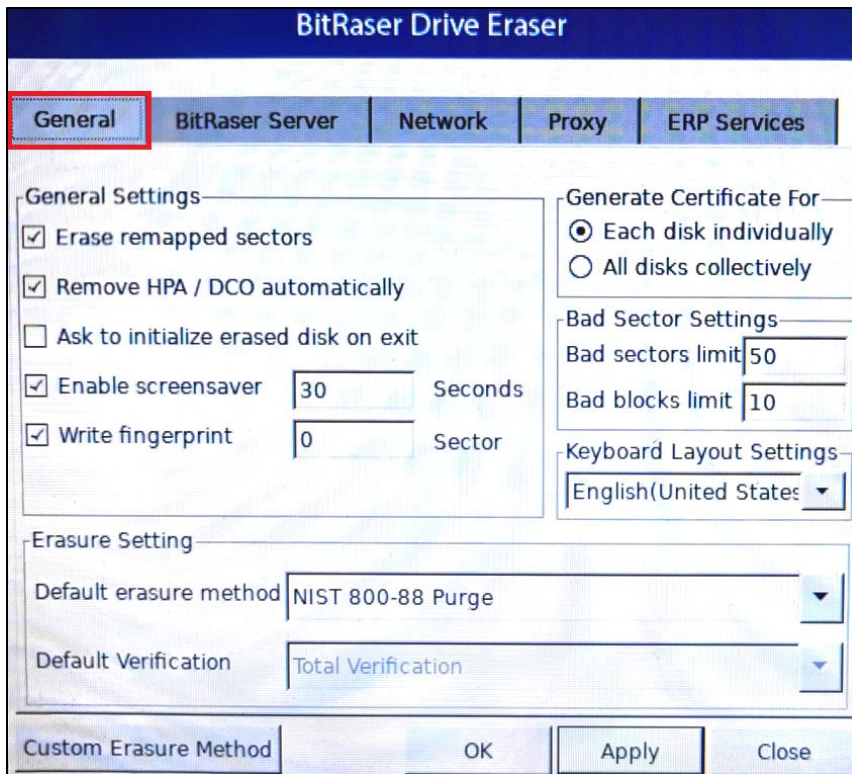 BitRaser Drive Eraser
General BitRaser Server Network Proxy ERP Services
General Settings
Erase remapped sectors
Remove HPA / DCO automatically
Ask to initialize erased disk on exit
Enable screensaver 30 Seconds
Write fingerprint 0 Sector
Generate Certificate For
Each disk individually
All disks collectively
Bad Sector Settings
Bad sectors limit 50
Bad blocks limit 10
Keyboard Layout Settings
English(United States
Erasure Setting
Default erasure method NIST 800-88 Purge
Default Verification Total Verification
Custom Erasure Method OK Apply Close